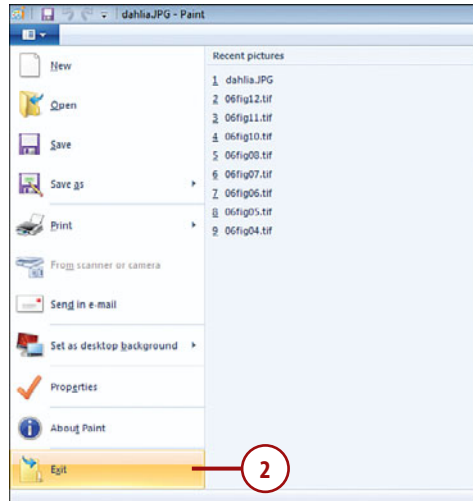 dahliaJPG - Paint
New
Open
Save
Save as
Print
From scanner or camera
Send in e-mail
Set as desktop background
Properties
About Paint
Exit
2
Recent pictures
1 dahlia.JPG
2 06fig12.tif
3 06fig11.tif
4 06fig10.tif
5 06fig08.tif
6 06fig07.tif
7 06fig06.tif
8 06fig05.tif
9 06fig04.tif